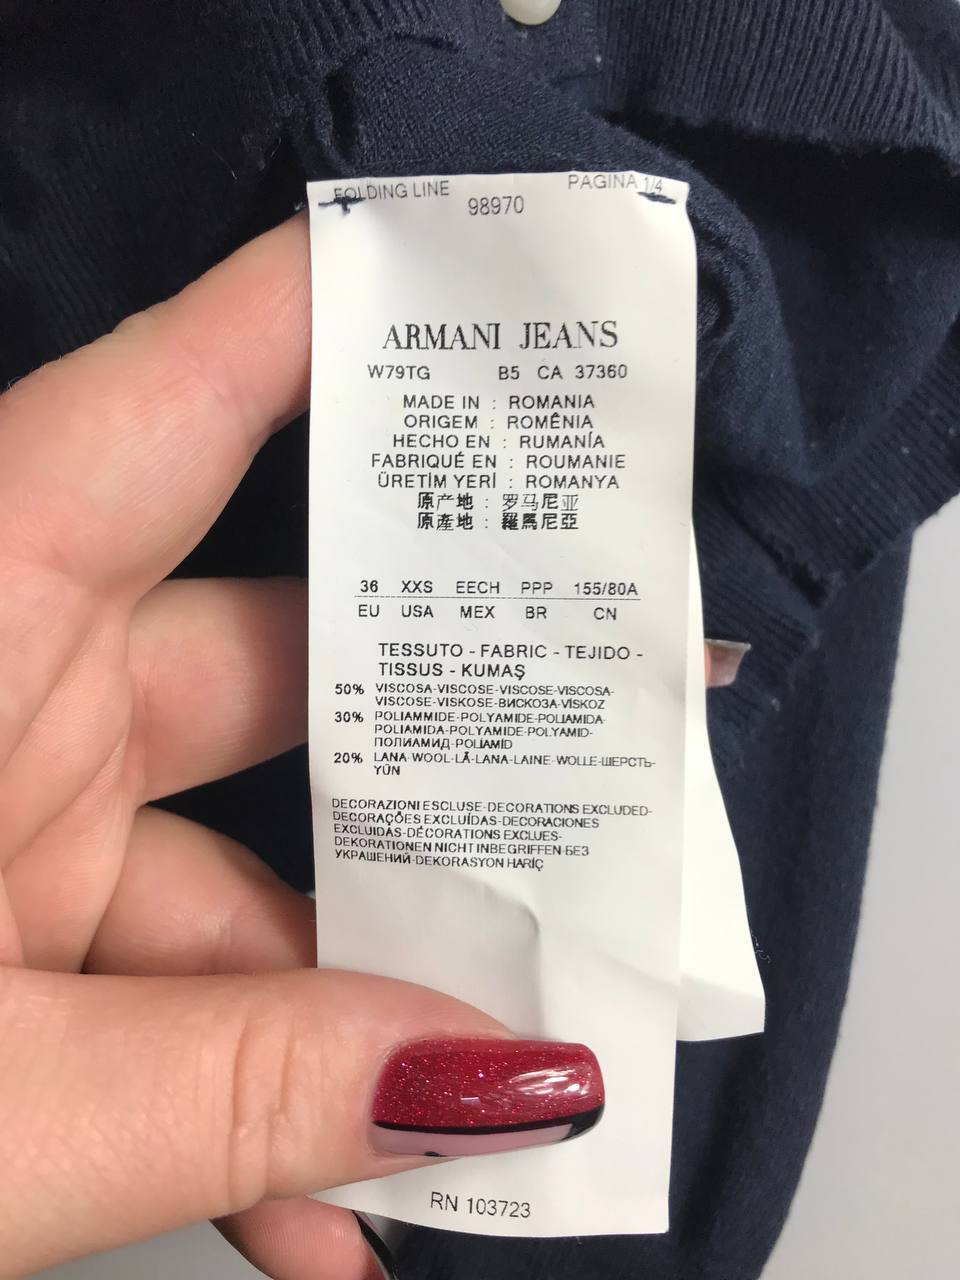 FOLDING LINE PAGINA 1/4
98970
ARMANI JEANS
W79TG B5 CA 37360
MADE IN : ROMANIA
ORIGEM : ROMÊNIA
HECHO EN : RUMANÍA
FABRIQUÉ EN : ROUMANIE
ÜRETİM YERİ : ROMANYA
原产地 : 罗马尼亚
原產地 : 羅馬尼亞
36 XXS EECH PPP 155/80A
EU USA MEX BR CN
TESSUTO - FABRIC - TEJIDO -
TISSUS - KUMAŞ
50% VISCOSA-VISCOSE-VISCOSE-VISCOSA-
VISCOSE-VISKOSE-ВИСКОЗА-VİSKOZ
30% POLIAMMIDE-POLYAMIDE-POLIAMIDA-
POLIAMIDA-POLYAMIDE-POLYAMID-
ПОЛИАМИД-POLİAMİD
20% LANA-WOOL-LÃ-LANA-LAINE-WOLLE-ШЕРСТЬ-
YÜN
DECORAZIONI ESCLUSE-DECORATIONS EXCLUDED-
DECORAÇÕES EXCLUÍDAS-DECORACIONES
EXCLUIDAS-DÉCORATIONS EXCLUES-
DEKORATIONEN NICHT INBEGRIFFEN-БЕЗ
УКРАШЕНИЙ-DEKORASYON HARİÇ
RN 103723